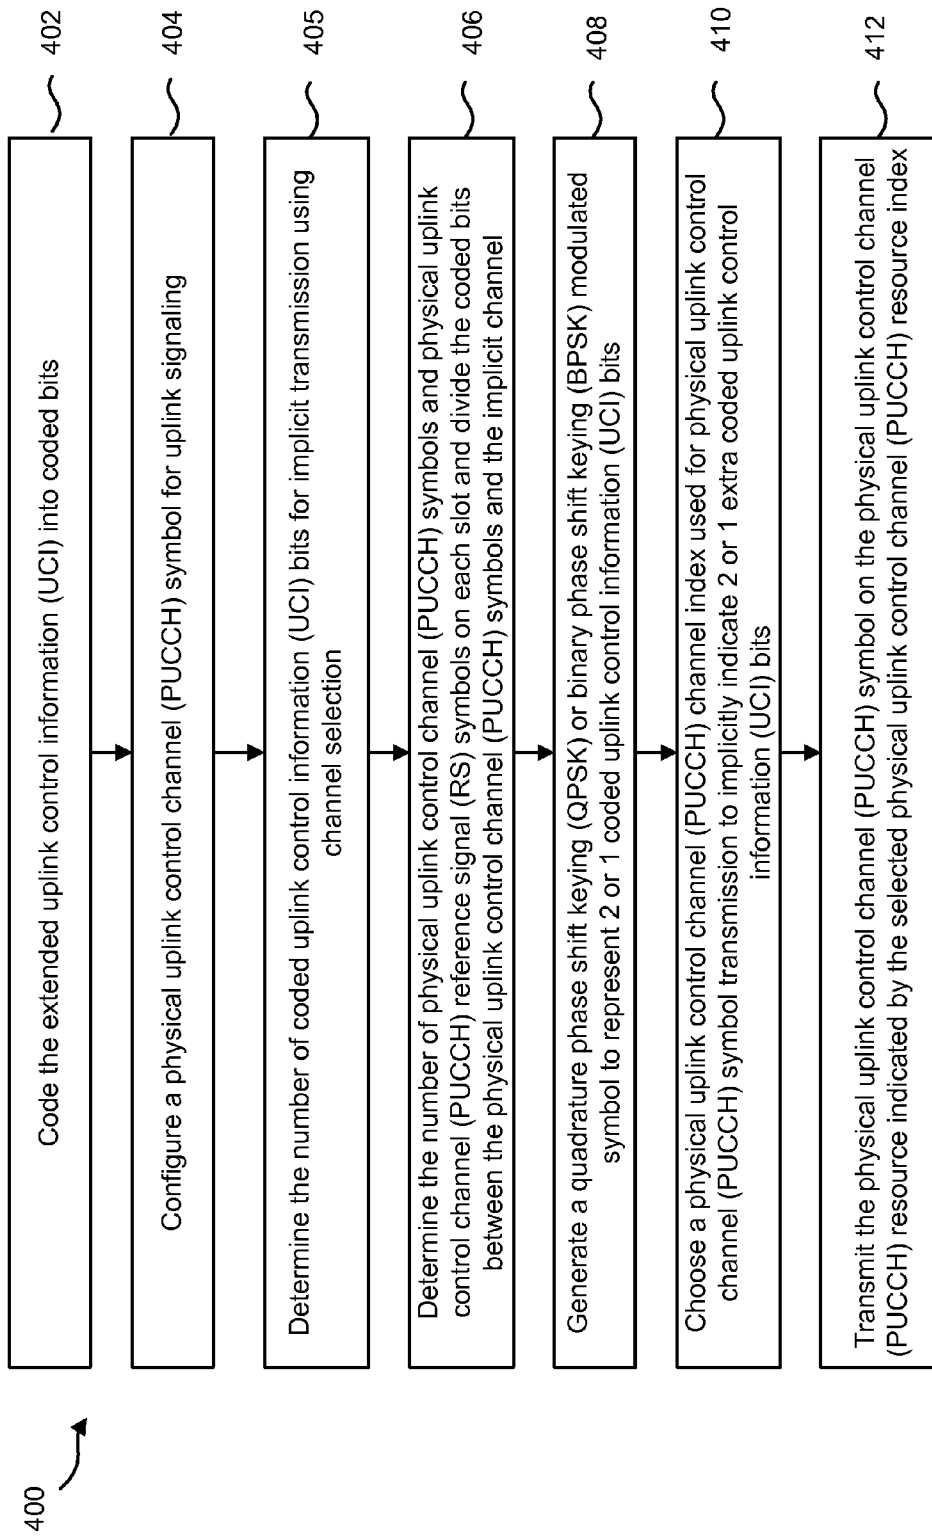 400
Code the extended uplink control information (UCI) into coded bits
402
Configure a physical uplink control channel (PUCCH) symbol for uplink signaling
404
Determine the number of coded uplink control information (UCI) bits for implicit transmission using
channel selection
405
Determine the number of physical uplink control channel (PUCCH) symbols and physical uplink
control channel (PUCCH) reference signal (RS) symbols on each slot and divide the coded bits
between the physical uplink control channel (PUCCH) symbols and the implicit channel
406
Generate a quadrature phase shift keying (QPSK) or binary phase shift keying (BPSK) modulated
symbol to represent 2 or 1 coded uplink control information (UCI) bits
408
Choose a physical uplink control channel (PUCCH) channel index used for physical uplink control
channel (PUCCH) symbol transmission to implicitly indicate 2 or 1 extra coded uplink control
information (UCI) bits
410
Transmit the physical uplink control channel (PUCCH) symbol on the physical uplink control channel
(PUCCH) resource indicated by the selected physical uplink control channel (PUCCH) resource index
412